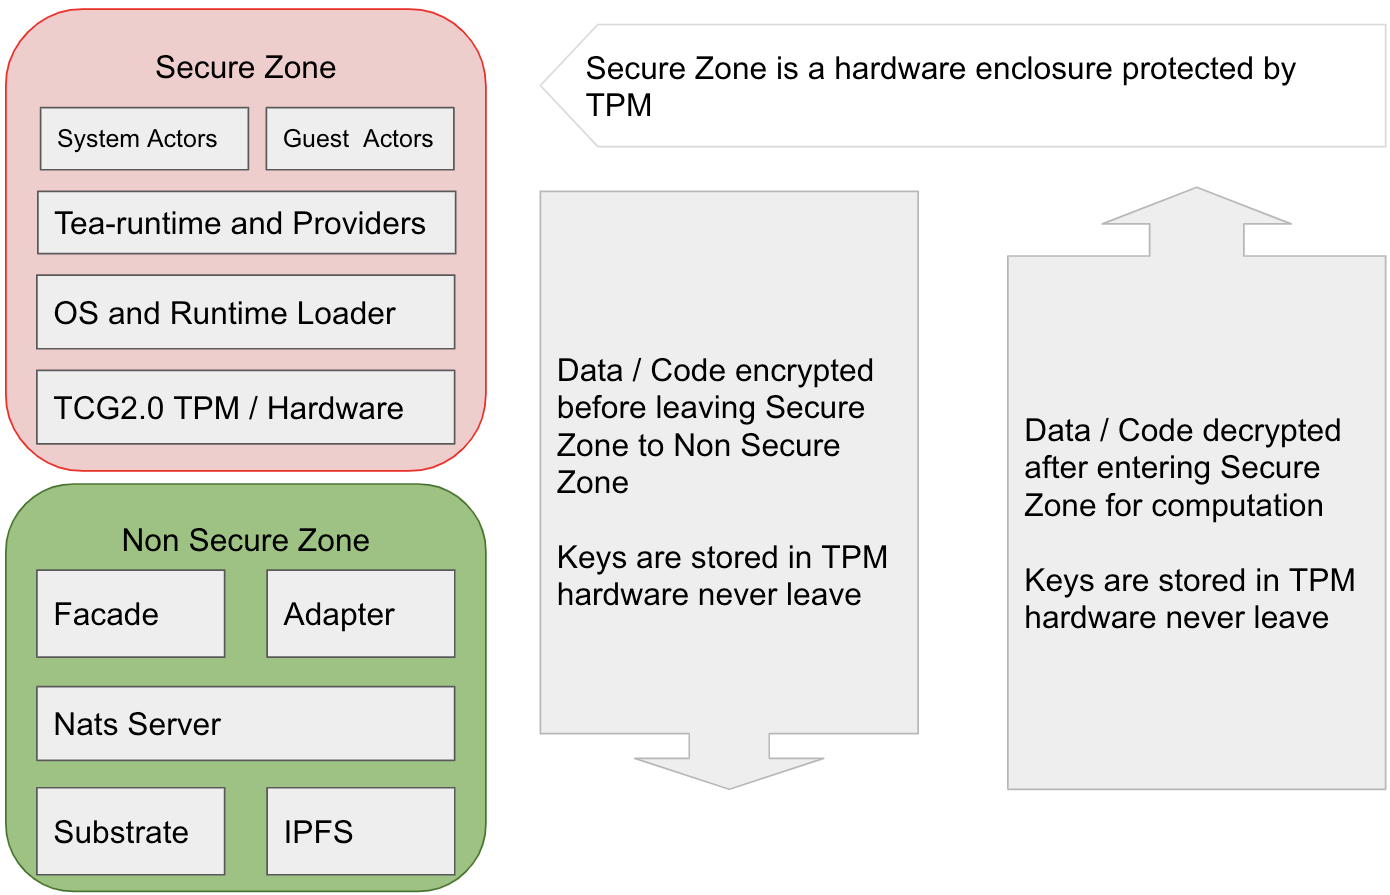 Secure Zone
System Actors
Guest Actors
Tea-runtime and Providers
OS and Runtime Loader
TCG2.0 TPM / Hardware
Non Secure Zone
Facade
Adapter
Nats Server
Substrate
IPFS
Secure Zone is a hardware enclosure protected by
TPM
Data / Code encrypted
before leaving Secure
Zone to Non Secure
Zone
Keys are stored in TPM
hardware never leave
Data / Code decrypted
after entering Secure
Zone for computation
Keys are stored in TPM
hardware never leave